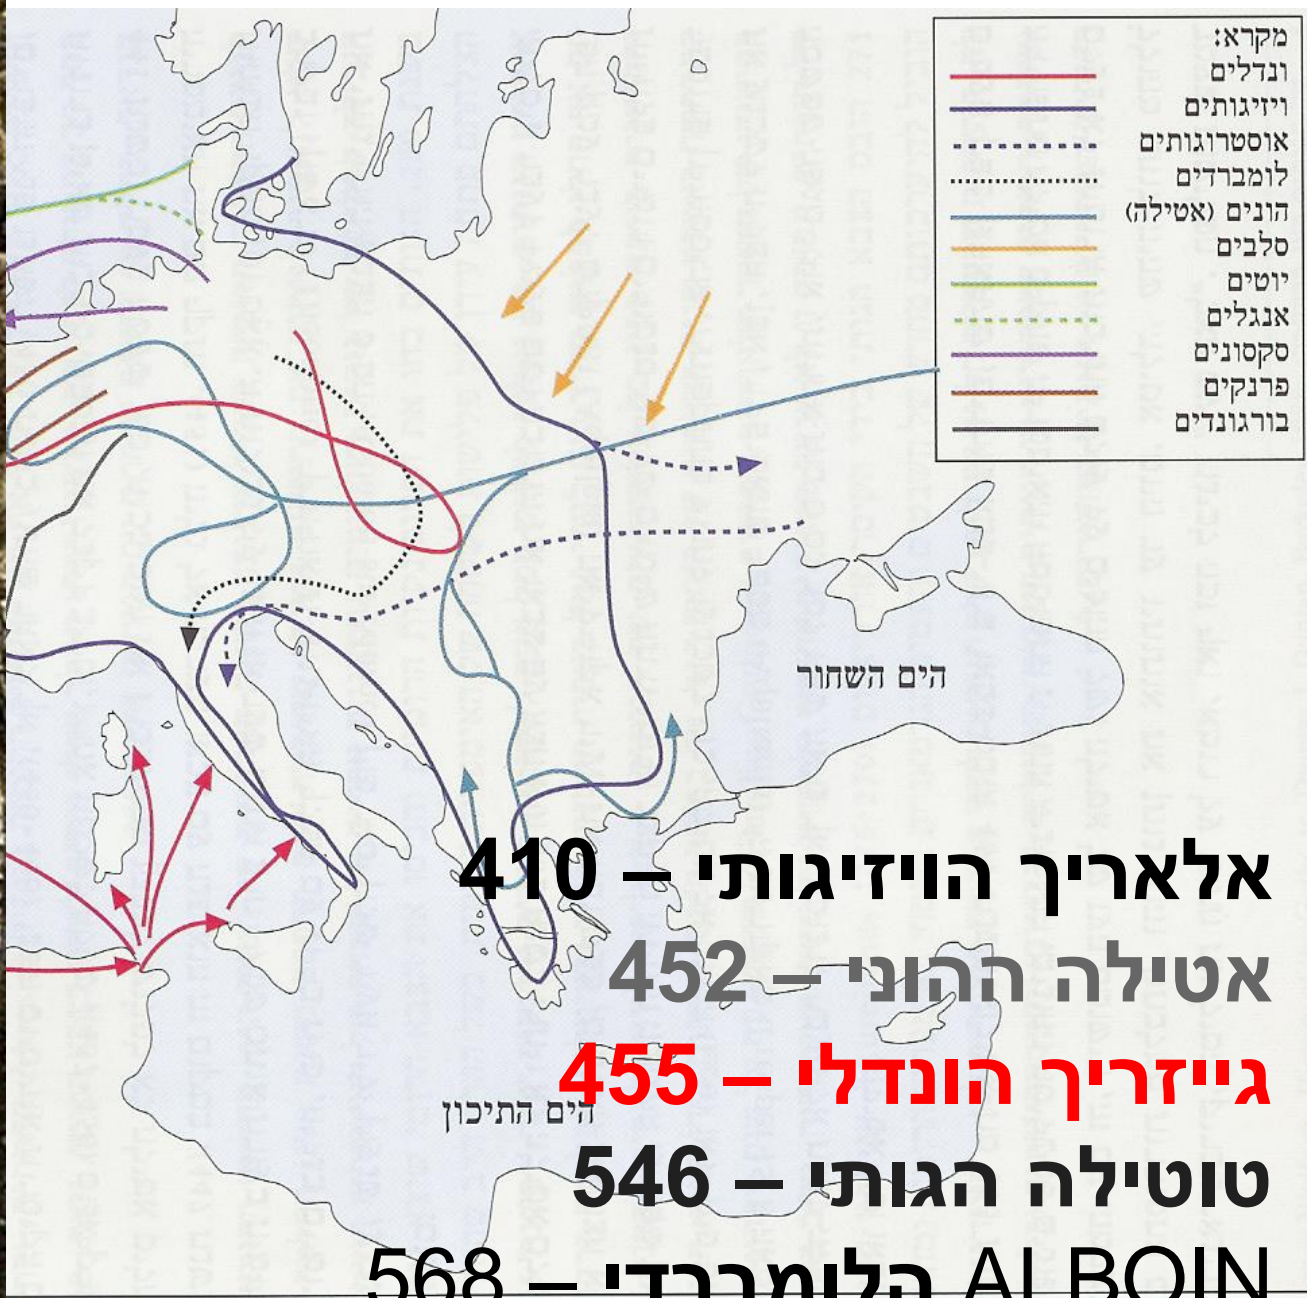 מקרא:
ונדלים
ויזיגותים
אוסטרוגותים
לומברדים
הונים (אטילה)
סלבים
יוטים
אנגלים
סקסונים
פרנקים
בורגונדים
הים השחור
אלאריך הויזיגותי – 410
אטילה ההוני – 452
גייזריך הונדלי – 455
הים התיכון
טוטילה הגותי – 546
ALBOIN הלומברדי – 568